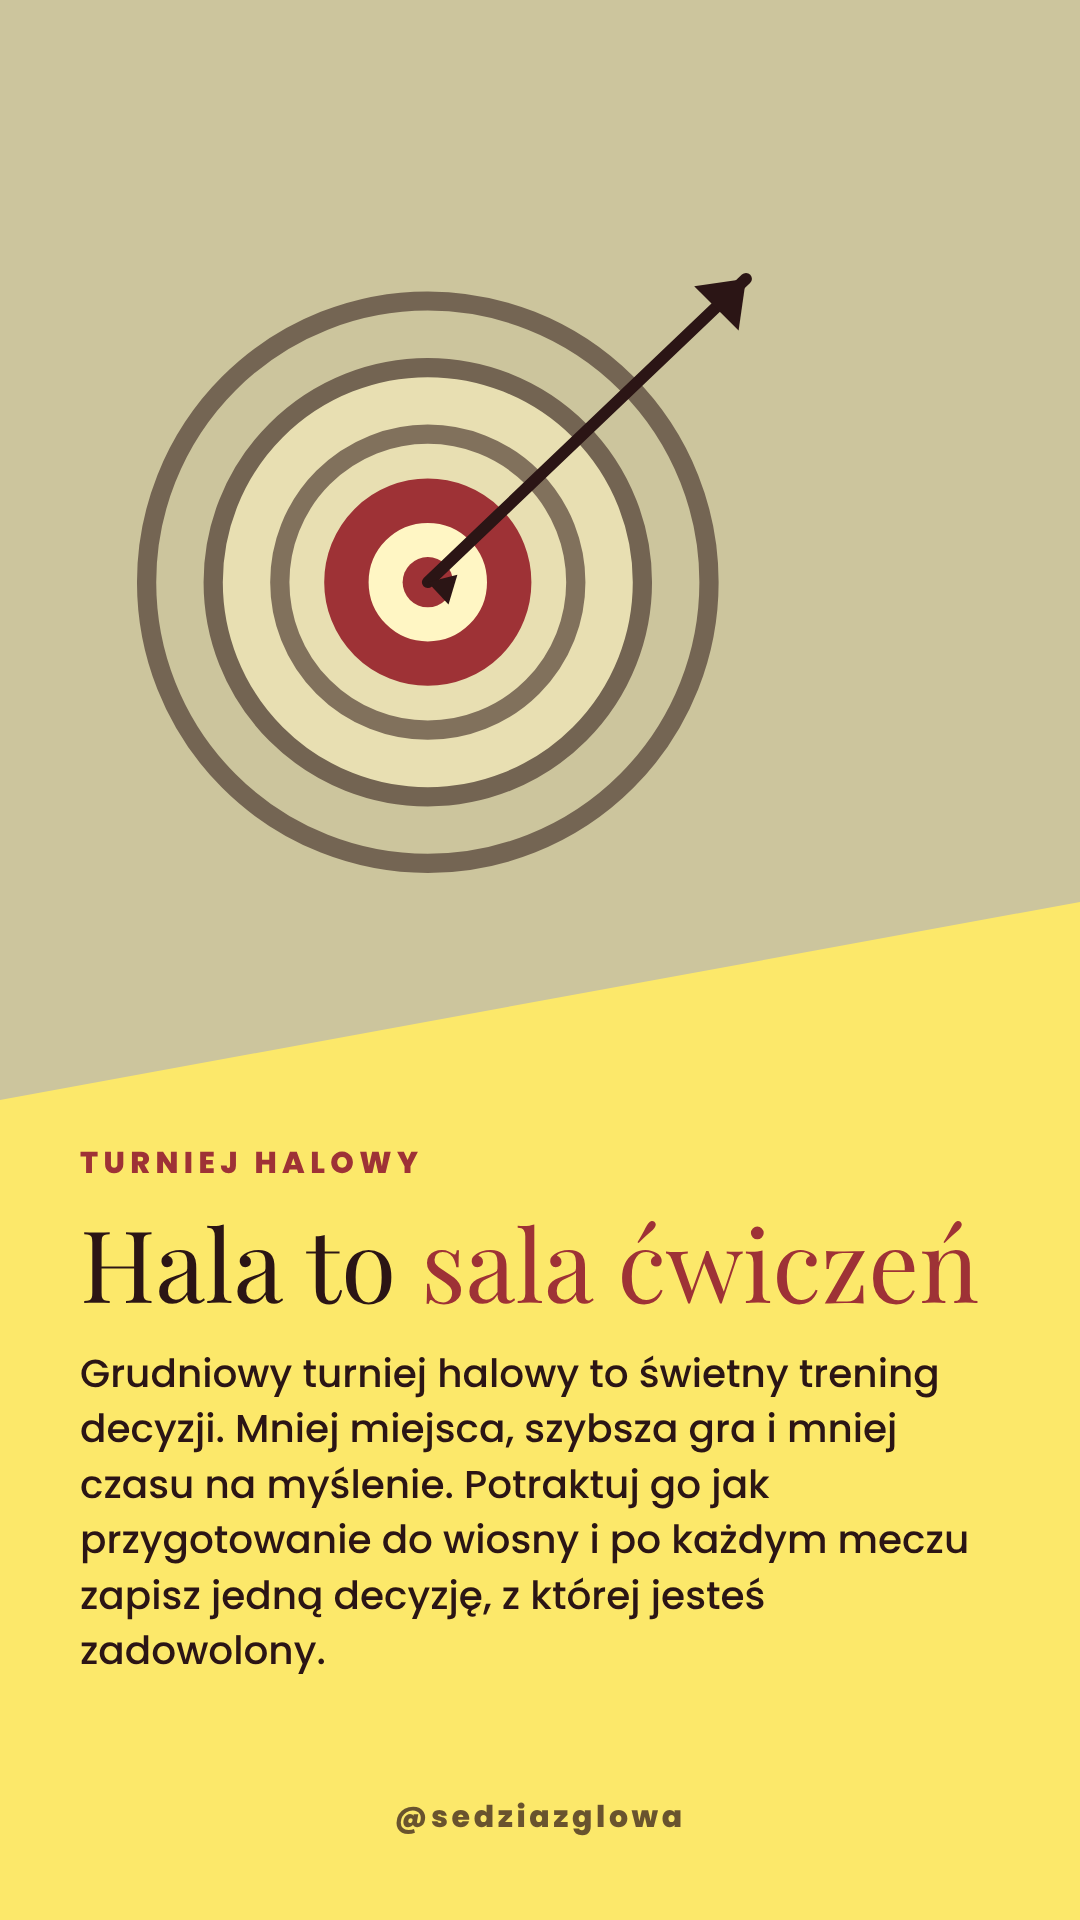 TURNIEJ HALOWY
Hala to sala ćwiczeń
Grudniowy turniej halowy to świetny trening
decyzji. Mniej miejsca, szybsza gra i mniej
czasu na myślenie. Potraktuj go jak
przygotowanie do wiosny i po każdym meczu
zapisz jedną decyzję, z której jesteś
zadowolony.
@sedziazglowa